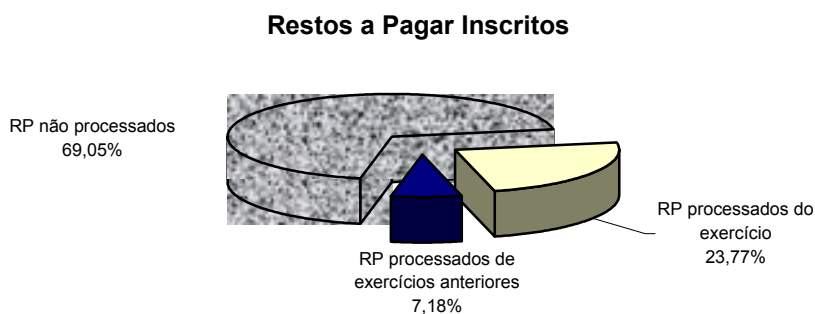 Restos a Pagar Inscritos
RP não processados
69,05%
RP processados do
exercício
23,77%
RP processados de
exercícios anteriores
7,18%